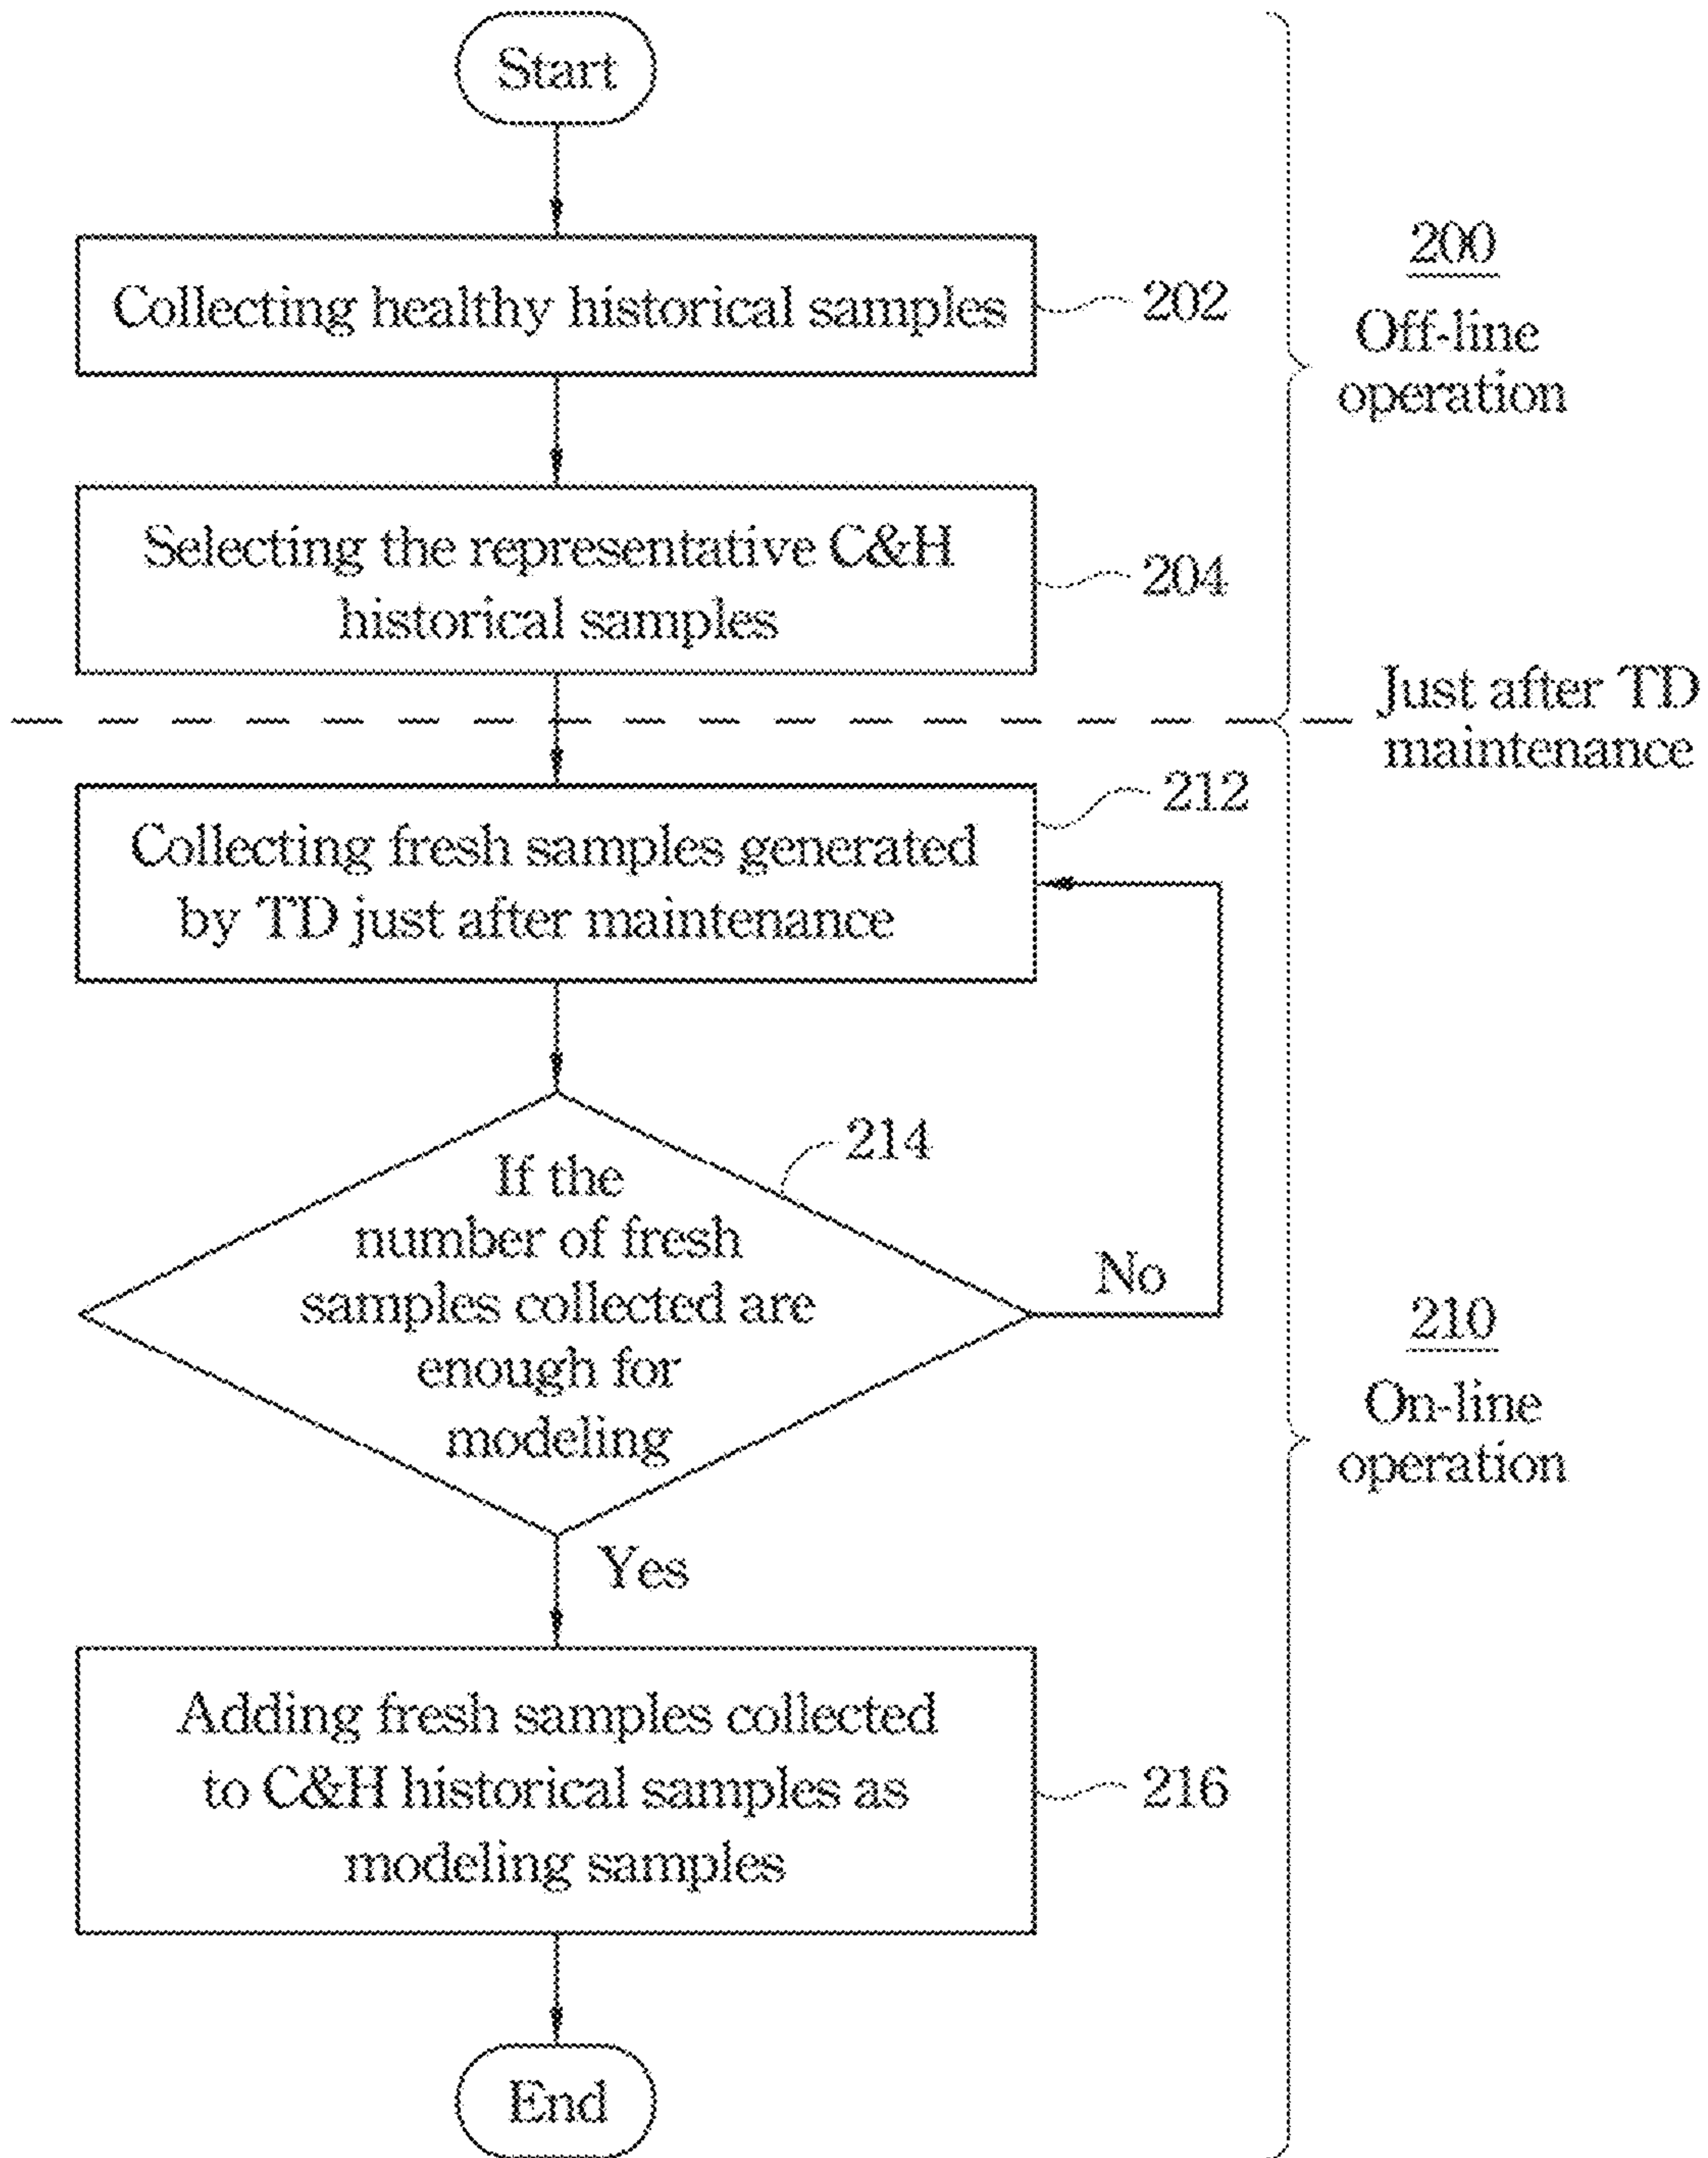 Start
Collecting healthy historical samples
202
200
Off-line
operation
Selecting the representative C&H
historical samples
204
Just after TD
maintenance
212
Collecting fresh samples generated
by TD just after maintenance
214
If the
number of fresh
samples collected are
enough for
modeling
No
210
On-line
operation
Yes
Adding fresh samples collected
to C&H historical samples as
modeling samples
216
End